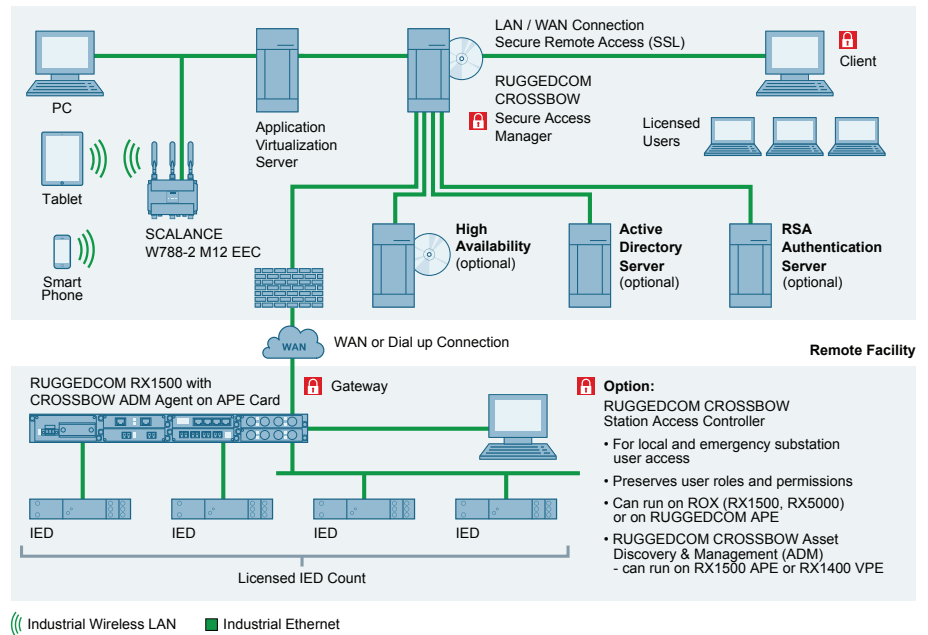 LAN / WAN Connection
Secure Remote Access (SSL)
Client
PC
RUGGEDCOM
CROSSBOW
Secure Access
Manager
Application
Virtualization
Server
Licensed
Users
Tablet
SCALANCE
W788-2 M12 EEC
Smart
Phone
High
Availability
(optional)
Active
Directory
Server
(optional)
RSA
Authentication
Server
(optional)
WAN
WAN or Dial up Connection
Remote Facility
RUGGEDCOM RX1500 with
CROSSBOW ADM Agent on APE Card
Gateway
Option:
RUGGEDCOM CROSSBOW
Station Access Controller
• For local and emergency substation
user access
• Preserves user roles and permissions
• Can run on ROX (RX1500, RX5000)
or on RUGGEDCOM APE
• RUGGEDCOM CROSSBOW Asset
Discovery & Management (ADM)
- can run on RX1500 APE or RX1400 VPE
IED
IED
IED
IED
Licensed IED Count
Industrial Wireless LAN
Industrial Ethernet